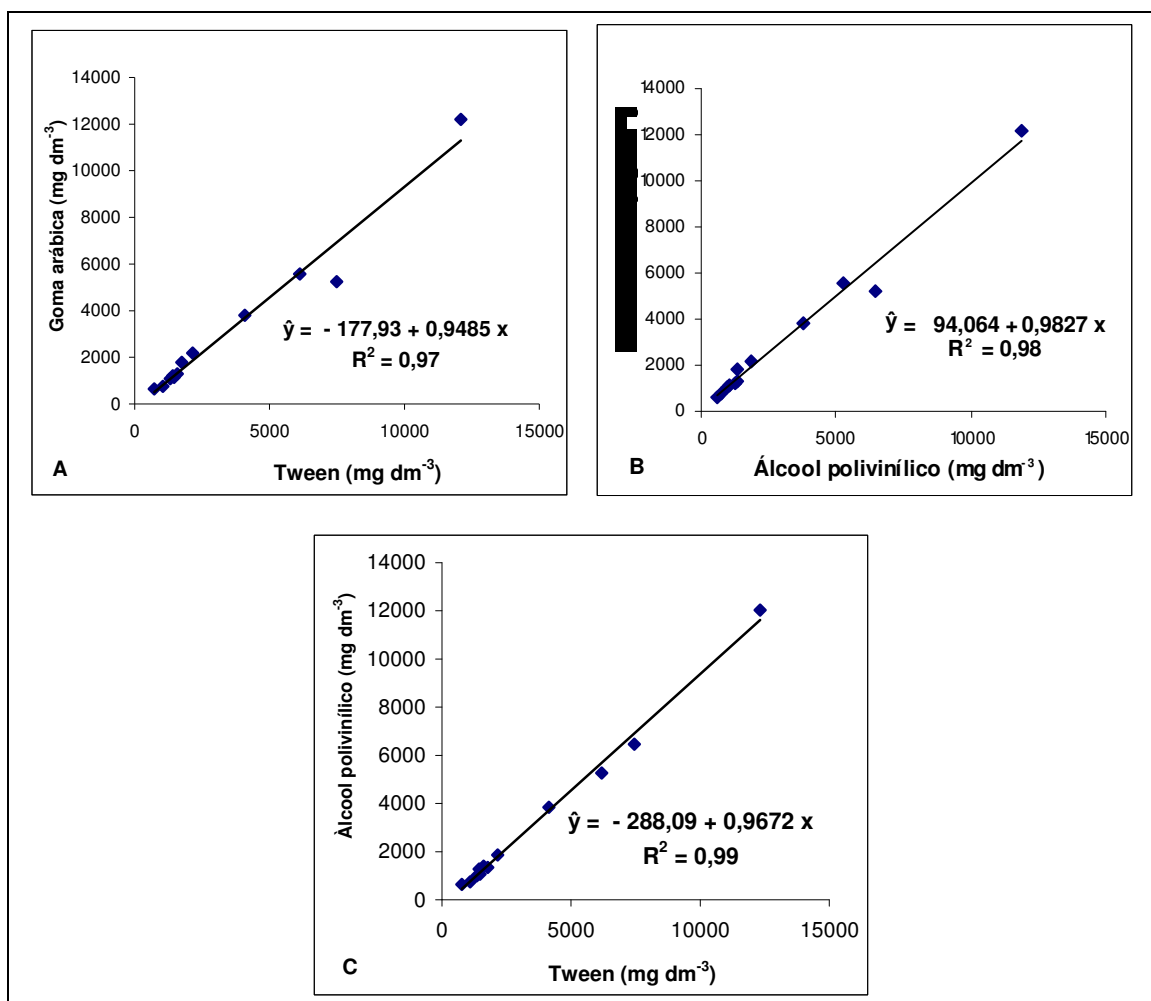 14000
12000
10000
8000
6000
4000
2000
0
Goma arábica (mg dm-3)
ŷ = - 177,93 + 0,9485 x
R2 = 0,97
0 5000 10000 15000
A
Tween (mg dm-3)
14000
12000
10000
8000
6000
4000
2000
0
ŷ = 94,064 + 0,9827 x
R2 = 0,98
0 5000 10000 15000
B
Álcool polivinílico (mg dm-3)
14000
12000
10000
8000
6000
4000
2000
0
Àlcool polivinílico (mg dm-3)
ŷ = - 288,09 + 0,9672 x
R2 = 0,99
0 5000 10000 15000
C
Tween (mg dm-3)